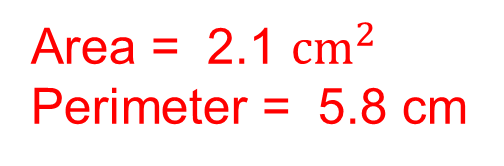 Area = 2.1 cm²
Perimeter = 5.8 cm